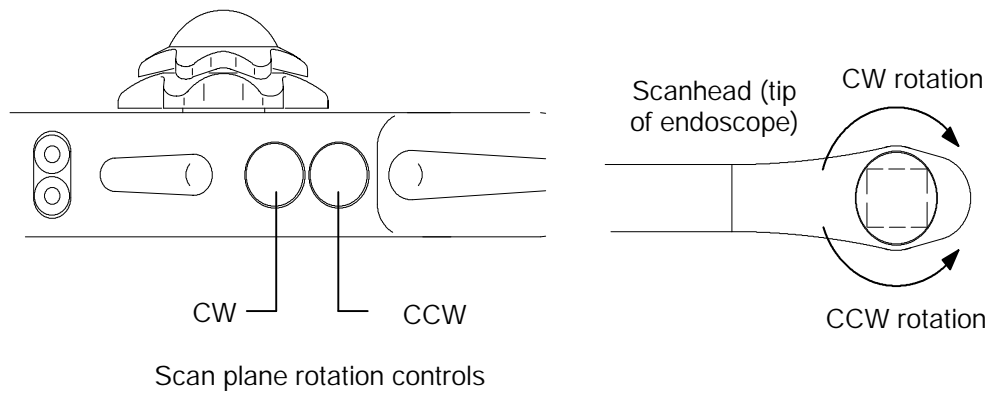 CW rotation
Scanhead (tip
of endoscope)
CW
CCW
CCW rotation
Scan plane rotation controls